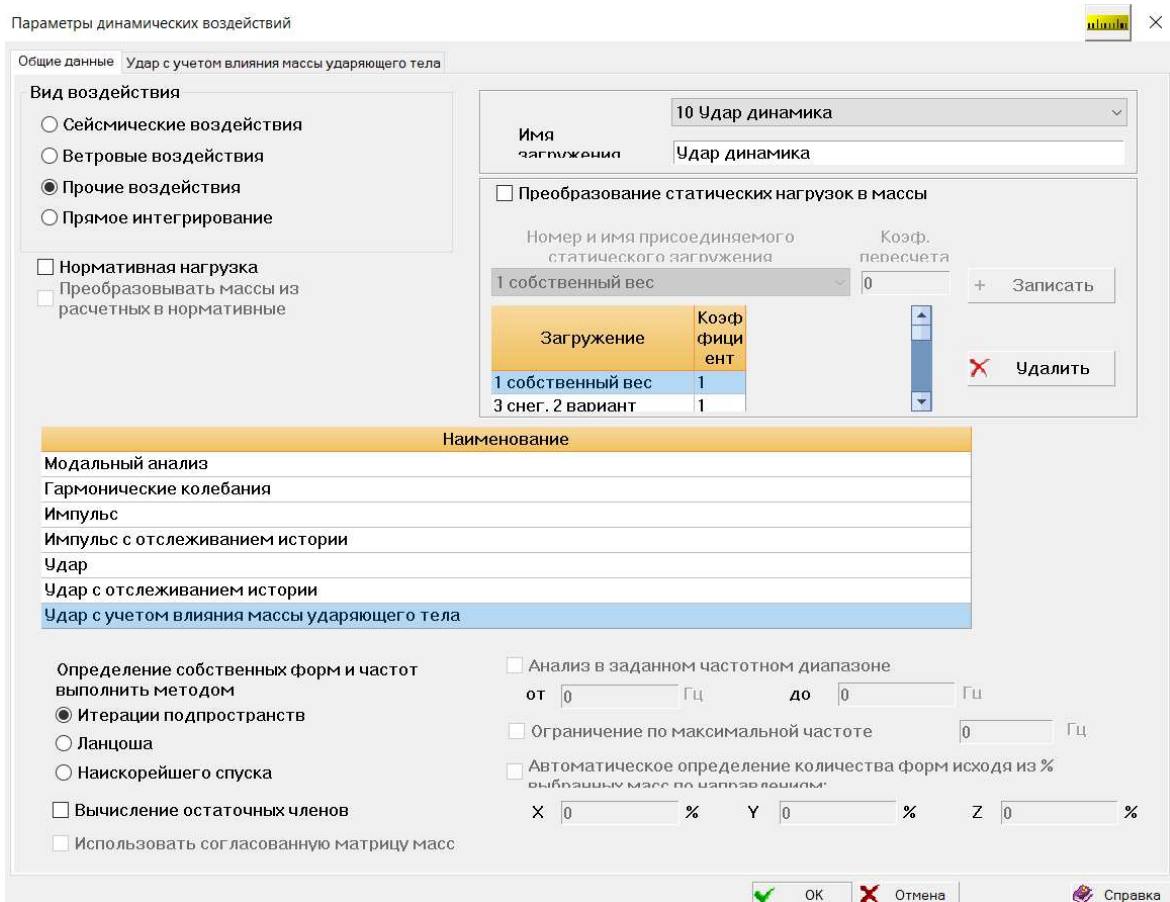 Параметры динамических воздействий
Общие данные
Удар с учетом влияния массы ударяющего тела
Вид воздействия
Сейсмические воздействия
Ветровые воздействия
Прочие воздействия
Прямое интегрирование
Нормативная нагрузка
Преобразовывать массы из
расчетных в нормативные
10 Удар динамика
Имя
загружения
Удар динамика
Преобразование статических нагрузок в массы
Номер и имя присоединяемого
статического загружения
Коэф.
пересчета
1 собственный вес
0
+ Записать
Загружение
Коэф
фици
ент
1 собственный вес 1
3 снег. 2 вариант 1
Удалить
Наименование
Модальный анализ
Гармонические колебания
Импульс
Импульс с отслеживанием истории
Удар
Удар с отслеживанием истории
Удар с учетом влияния массы ударяющего тела
Определение собственных форм и частот
выполнить методом
Итерации подпространств
Ланцоша
Наискорейшего спуска
Вычисление остаточных членов
Использовать согласованную матрицу масс
Анализ в заданном частотном диапазоне
от 0 Гц до 0 Гц
Ограничение по максимальной частоте 0 Гц
Автоматическое определение количества форм исходя из %
выбранных масс по направлениям:
X 0 % Y 0 % Z 0 %
OK Отмена Справка